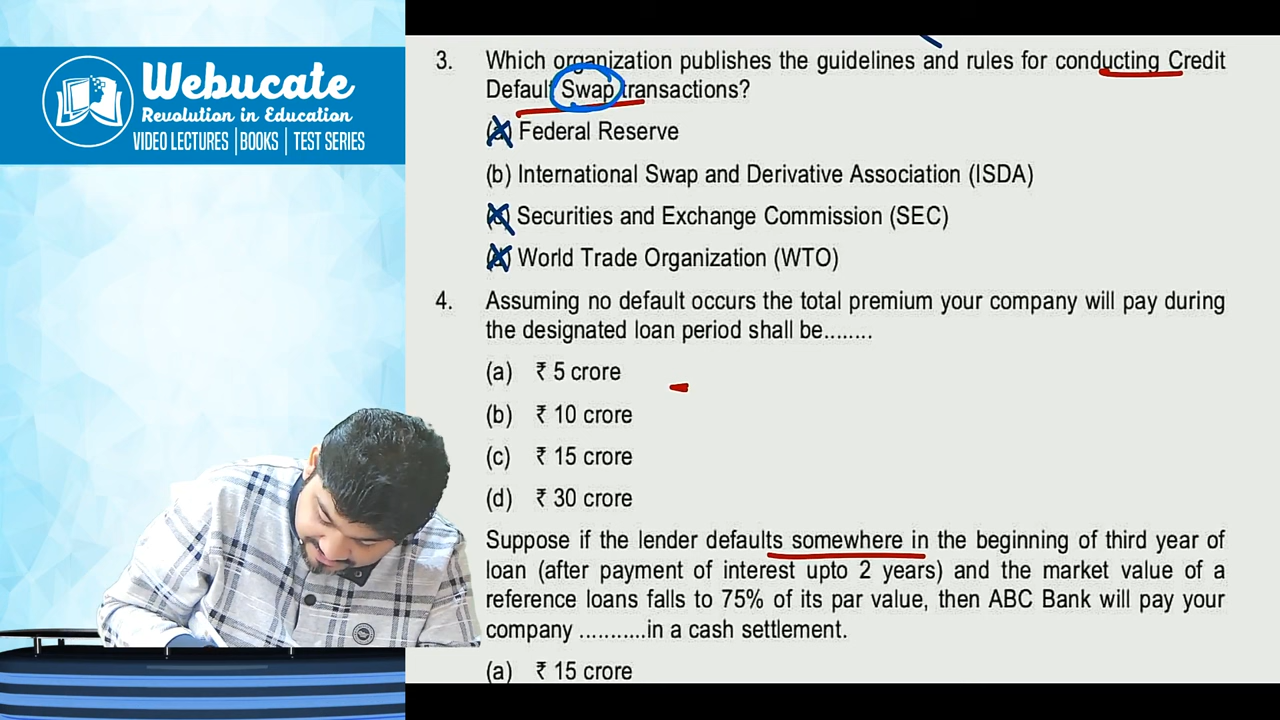 Webucate
Revolution in Education
VIDEO LECTURES | BOOKS | TEST SERIES
3. Which organization publishes the guidelines and rules for conducting Credit
Default Swap transactions?
(a) Federal Reserve
(b) International Swap and Derivative Association (ISDA)
(c) Securities and Exchange Commission (SEC)
(d) World Trade Organization (WTO)
4. Assuming no default occurs the total premium your company will pay during
the designated loan period shall be........
(a) ₹ 5 crore
(b) ₹ 10 crore
(c) ₹ 15 crore
(d) ₹ 30 crore
Suppose if the lender defaults somewhere in the beginning of third year of
loan (after payment of interest upto 2 years) and the market value of a
reference loans falls to 75% of its par value, then ABC Bank will pay your
company ...........in a cash settlement.
(a) ₹ 15 crore